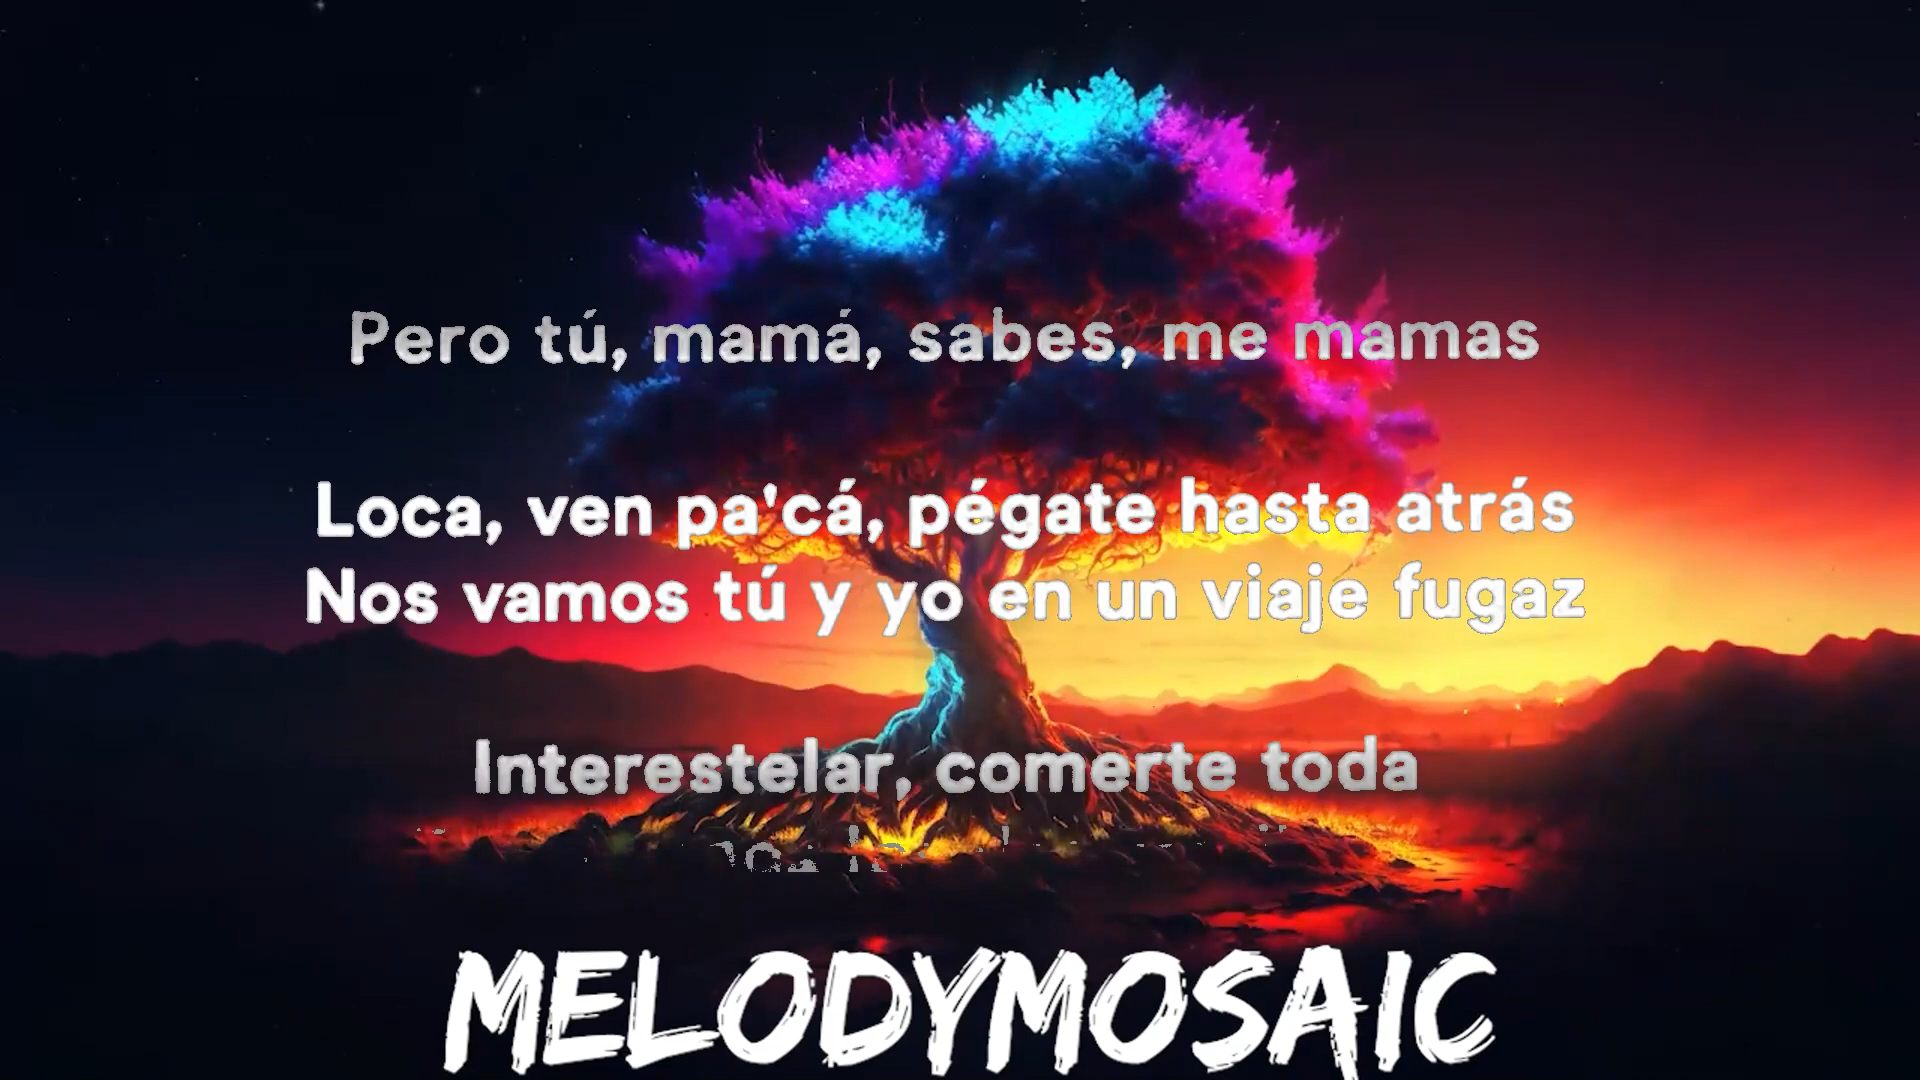 Pero tú, mamá, sabes, me mamas
Loca, ven pa'cá, pégate hasta atrás
Nos vamos tú y yo en un viaje fugaz
Interestelar, comerte toda
MELODYMOSAIC